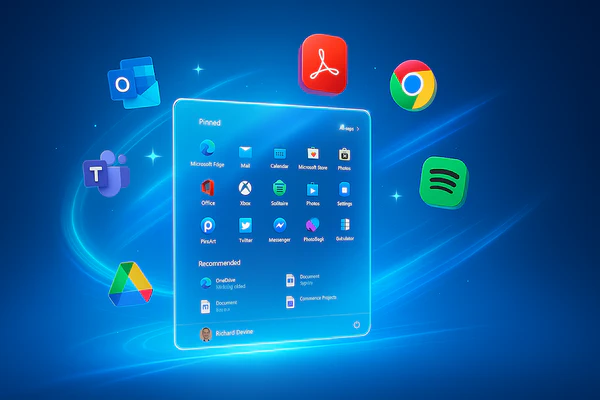 O
T
Pinned
Microsoft Edge Mail Calendar Microsoft Store Photos
Office Xbox Solitaire Photos Settings
PicsArt Twitter Messenger
Recommended
OneDrive
Document
Document
Commerce Projects
Richard Devine